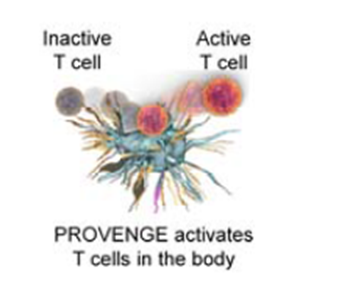 Inactive Active
T cell T cell
PROVENGE activates
T cells in the body